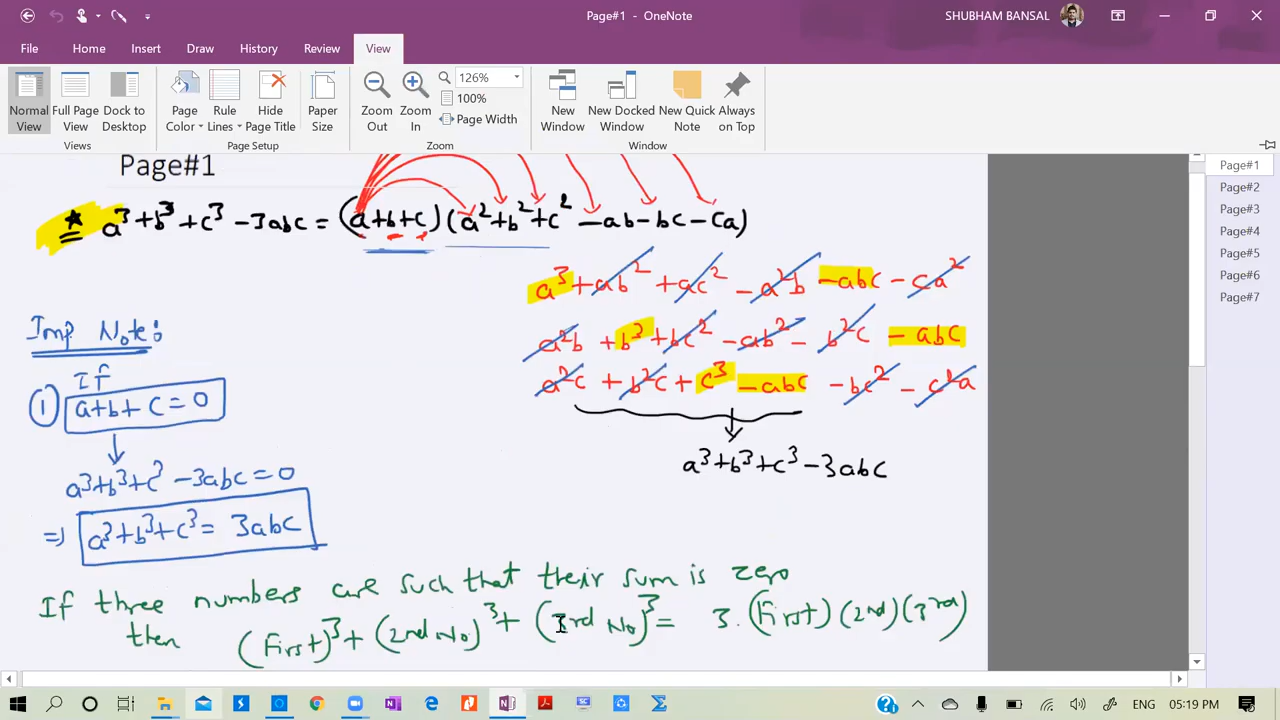 Page#1 - OneNote
SHUBHAM BANSAL
File Home Insert Draw History Review View
Normal View
Full Page View
Dock to Desktop
Page Color
Rule Lines
Hide Page Title
Paper Size
Zoom Out
Zoom In
126%
100%
Page Width
New Window
New Docked Window
New Quick Note
Always on Top
Views Page Setup Zoom Window
Page#1
a³+b³+c³-3abc = (a+b+c)(a²+b²+c²-ab-bc-ca)
a³+ab²+ac²-a²b-abc-ca²
a²b+b³+bc²-ab²-b²c-abc
a²c+b²c+c³-abc-bc²-c²a
a³+b³+c³-3abc
Imp Note:
If
① a+b+c=0
a³+b³+c³-3abc=0
⇒ a³+b³+c³=3abc
If three numbers are such that their sum is zero
then (First)³+(2nd No)³+(3rd No)³= 3.(First)(2nd)(3rd)
Page#1
Page#2
Page#3
Page#4
Page#5
Page#6
Page#7
ENG 05:19 PM